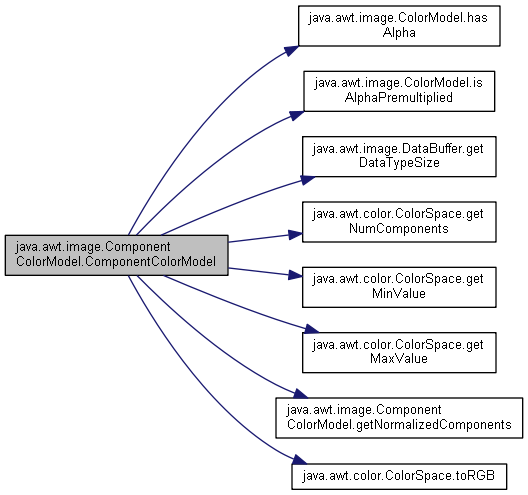 java.awt.image.ColorModel.has
Alpha
java.awt.image.ColorModel.is
AlphaPremultiplied
java.awt.image.DataBuffer.get
DataTypeSize
java.awt.color.ColorSpace.get
NumComponents
java.awt.image.Component
ColorModel.ComponentColorModel
java.awt.color.ColorSpace.get
MinValue
java.awt.color.ColorSpace.get
MaxValue
java.awt.image.Component
ColorModel.getNormalizedComponents
java.awt.color.ColorSpace.toRGB